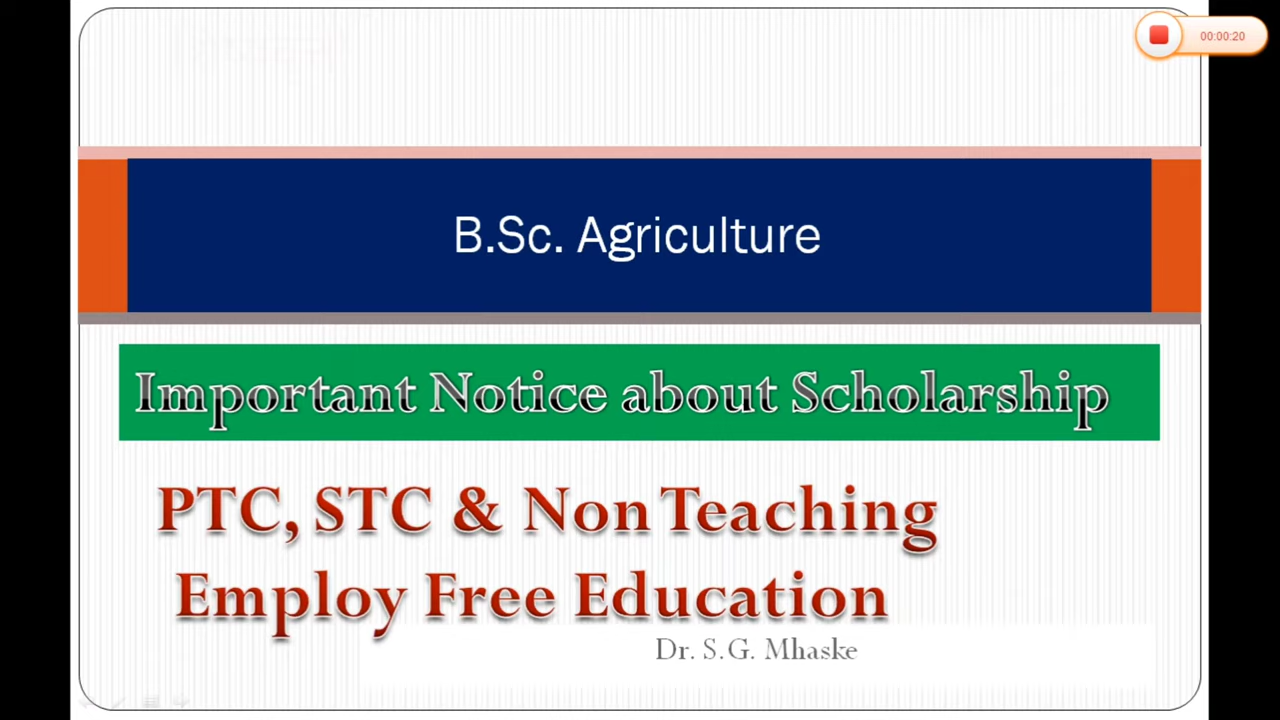 00:00:20
B.Sc. Agriculture
Important Notice about Scholarship
PTC, STC & Non Teaching
Employ Free Education
Dr. S.G. Mhaske